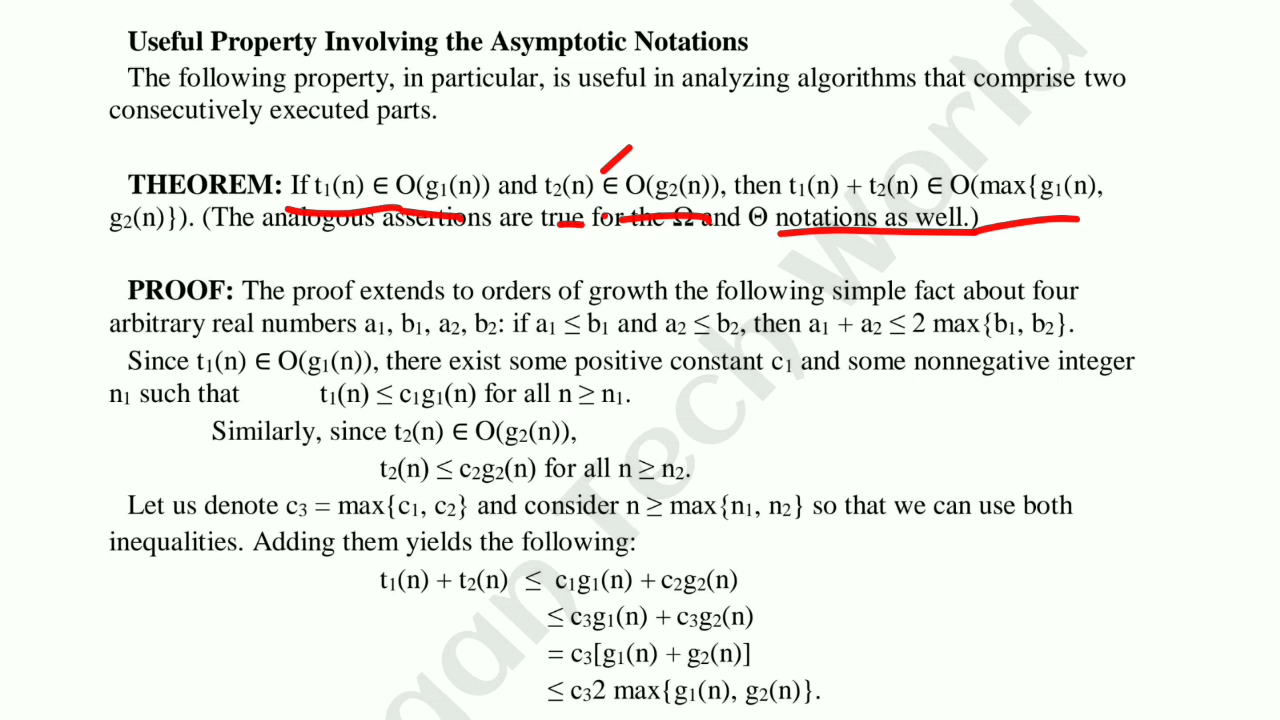 Useful Property Involving the Asymptotic Notations
The following property, in particular, is useful in analyzing algorithms that comprise two
consecutively executed parts.
THEOREM: If t₁(n) ∈ O(g₁(n)) and t₂(n) ∈ O(g₂(n)), then t₁(n) + t₂(n) ∈ O(max{g₁(n),
g₂(n)}). (The analogous assertions are true for the Ω and Θ notations as well.)
PROOF: The proof extends to orders of growth the following simple fact about four
arbitrary real numbers a₁, b₁, a₂, b₂: if a₁ ≤ b₁ and a₂ ≤ b₂, then a₁ + a₂ ≤ 2 max{b₁, b₂}.
Since t₁(n) ∈ O(g₁(n)), there exist some positive constant c₁ and some nonnegative integer
n₁ such that t₁(n) ≤ c₁g₁(n) for all n ≥ n₁.
Similarly, since t₂(n) ∈ O(g₂(n)),
t₂(n) ≤ c₂g₂(n) for all n ≥ n₂.
Let us denote c₃ = max{c₁, c₂} and consider n ≥ max{n₁, n₂} so that we can use both
inequalities. Adding them yields the following:
t₁(n) + t₂(n) ≤ c₁g₁(n) + c₂g₂(n)
≤ c₃g₁(n) + c₃g₂(n)
= c₃[g₁(n) + g₂(n)]
≤ c₃2 max{g₁(n), g₂(n)}.
gan Tech World